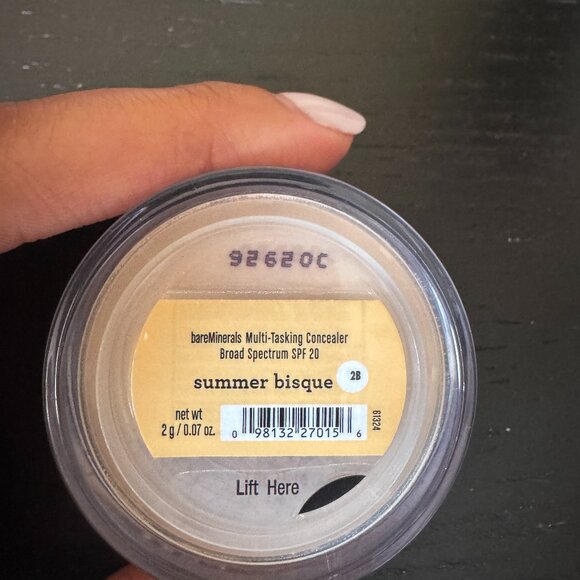 bareMinerals Multi-Tasking Concealer
Broad Spectrum SPF 20
summer bisque 2B
net wt
2 g / 0.07 oz.
0 98132 27015 6
61324
Lift Here